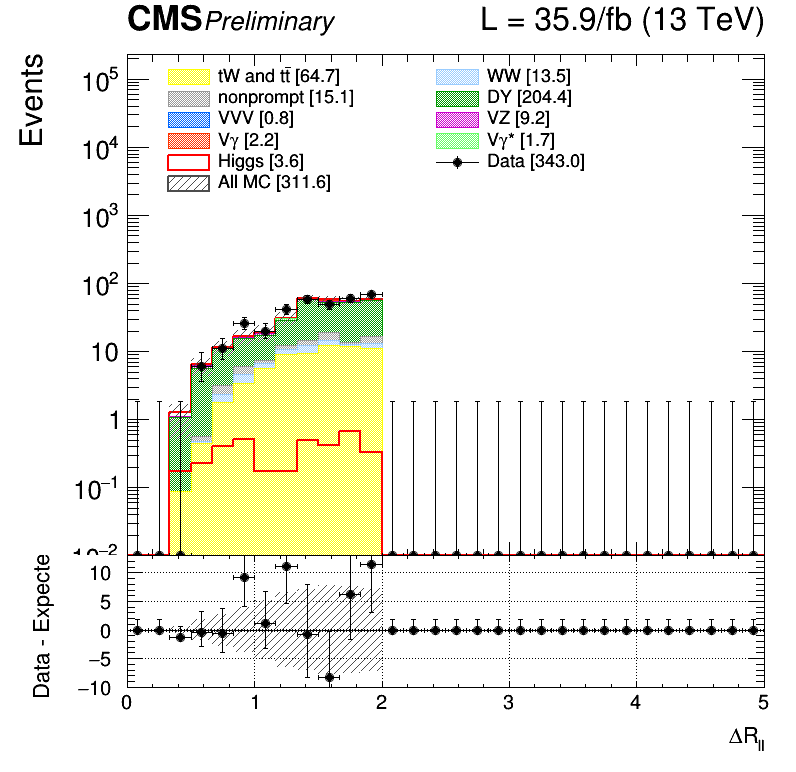 CMS Preliminary L = 35.9/fb (13 TeV)
Events
10⁵
10⁴
10³
10²
10
1
10⁻¹
10⁻²
tW and tt̄ [64.7]
nonprompt [15.1]
VVV [0.8]
Vγ [2.2]
Higgs [3.6]
All MC [311.6]
WW [13.5]
DY [204.4]
VZ [9.2]
Vγ* [1.7]
Data [343.0]
Data - Expecte
10
5
0
−5
−10
0 1 2 3 4 5
ΔR_ll